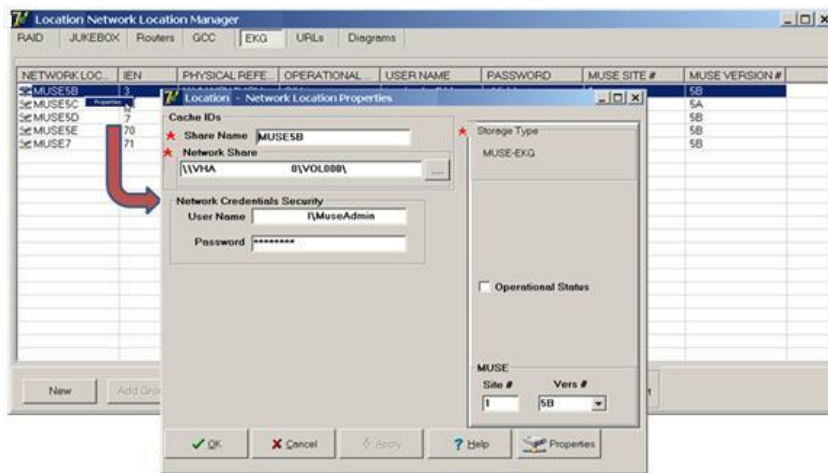 Location Network Location Manager
RAID JUKEBOX Routers GCC EKG URLs Diagrams
NETWORK LOC... IEN PHYSICAL REFE... OPERATIONAL ... USER NAME PASSWORD MUSE SITE # MUSE VERSION #
MUSE5B 3 5B
MUSE5C 5A
MUSE5D 7 5B
MUSE5E 70 5B
MUSE7 71 5B
Properties
Location - Network Location Properties
Cache IDs
Share Name MUSE5B
Network Share
\\VHA 0\VOL000\
....
Network Credentials Security
User Name \MuseAdmin
Password ********
Storage Type
MUSE-EKG
Operational Status
MUSE
Site # Vers #
1 5B
New Add Gro
OK Cancel Apply Help Properties